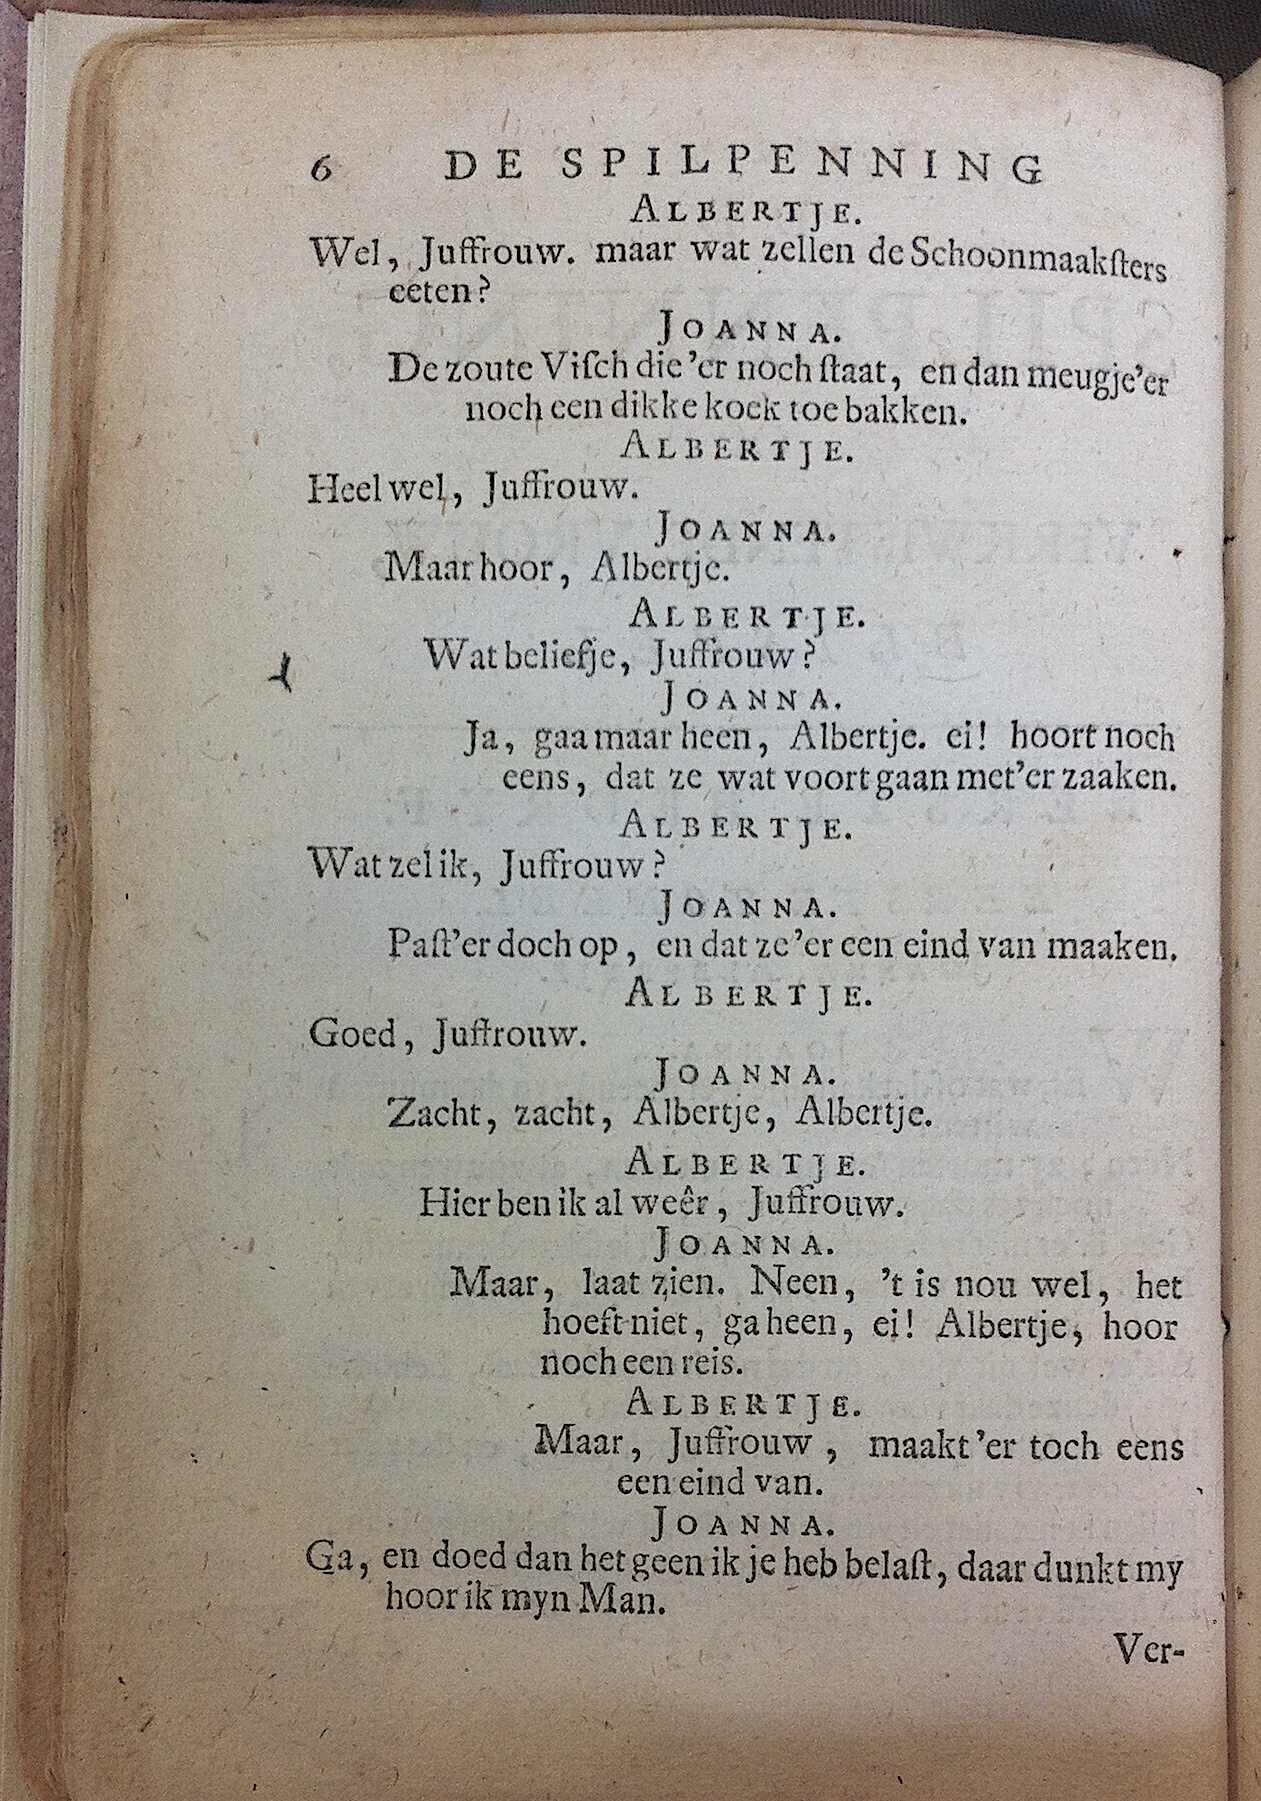 6 DE SPILPENNING
ALBERTJE.
Wel, Juffrouw. maar wat zellen de Schoonmaakſters
eeten?
JOANNA.
De zoute Viſch die 'er noch ſtaat, en dan meugje 'er
noch een dikke koek toe bakken.
ALBERTJE.
Heel wel, Juffrouw.
JOANNA.
Maar hoor, Albertje.
ALBERTJE.
Wat beliefje, Juffrouw?
JOANNA.
Ja, gaa maar heen, Albertje. ei! hoort noch
eens, dat ze wat voort gaan met'er zaaken.
ALBERTJE.
Wat zel ik, Juffrouw?
JOANNA.
Paſt'er doch op, en dat ze 'er een eind van maaken.
ALBERTJE.
Goed, Juffrouw.
JOANNA.
Zacht, zacht, Albertje, Albertje.
ALBERTJE.
Hier ben ik al weêr, Juffrouw.
JOANNA.
Maar, laat zien. Neen, 't is nou wel, het
hoeft niet, ga heen, ei! Albertje, hoor
noch een reis.
ALBERTJE.
Maar, Juffrouw, maakt 'er toch eens
een eind van.
JOANNA.
Ga, en doed dan het geen ik je heb belaſt, daar dunkt my
hoor ik myn Man.
Ver-